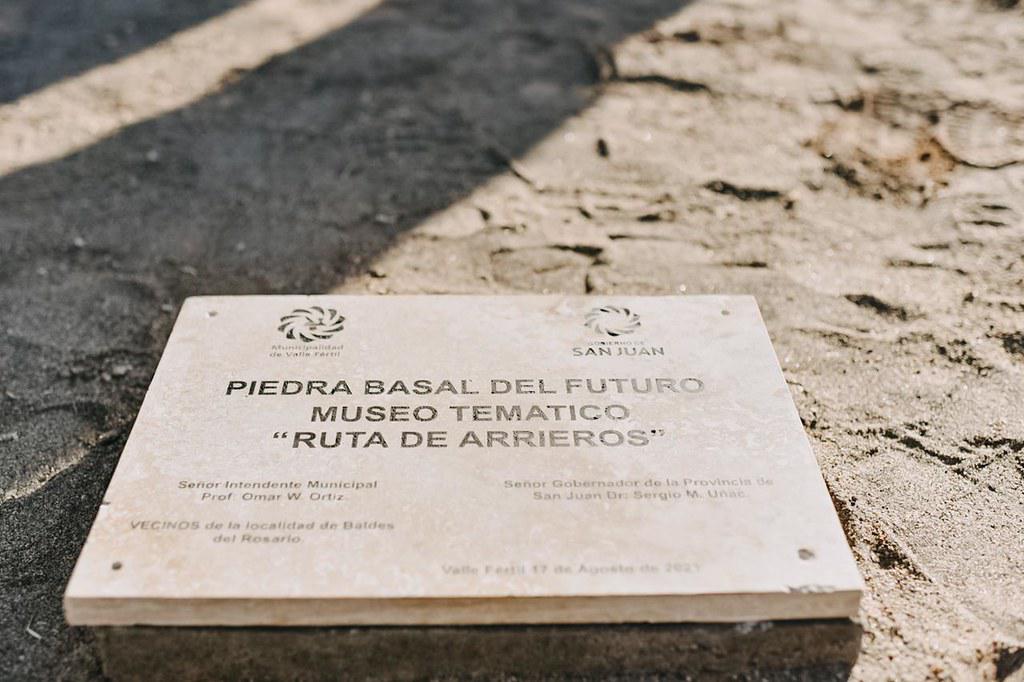 Municipalidad
de Valle Fértil
GOBIERNO DE
SAN JUAN
PIEDRA BASAL DEL FUTURO
MUSEO TEMATICO
“RUTA DE ARRIEROS”
Señor Intendente Municipal
Prof: Omar W. Ortiz.
Señor Gobernador de la Provincia de
San Juan Dr: Sergio M. Uñac.
VECINOS de la localidad de Baldes
del Rosario.
Valle Fértil 17 de Agosto de 2021